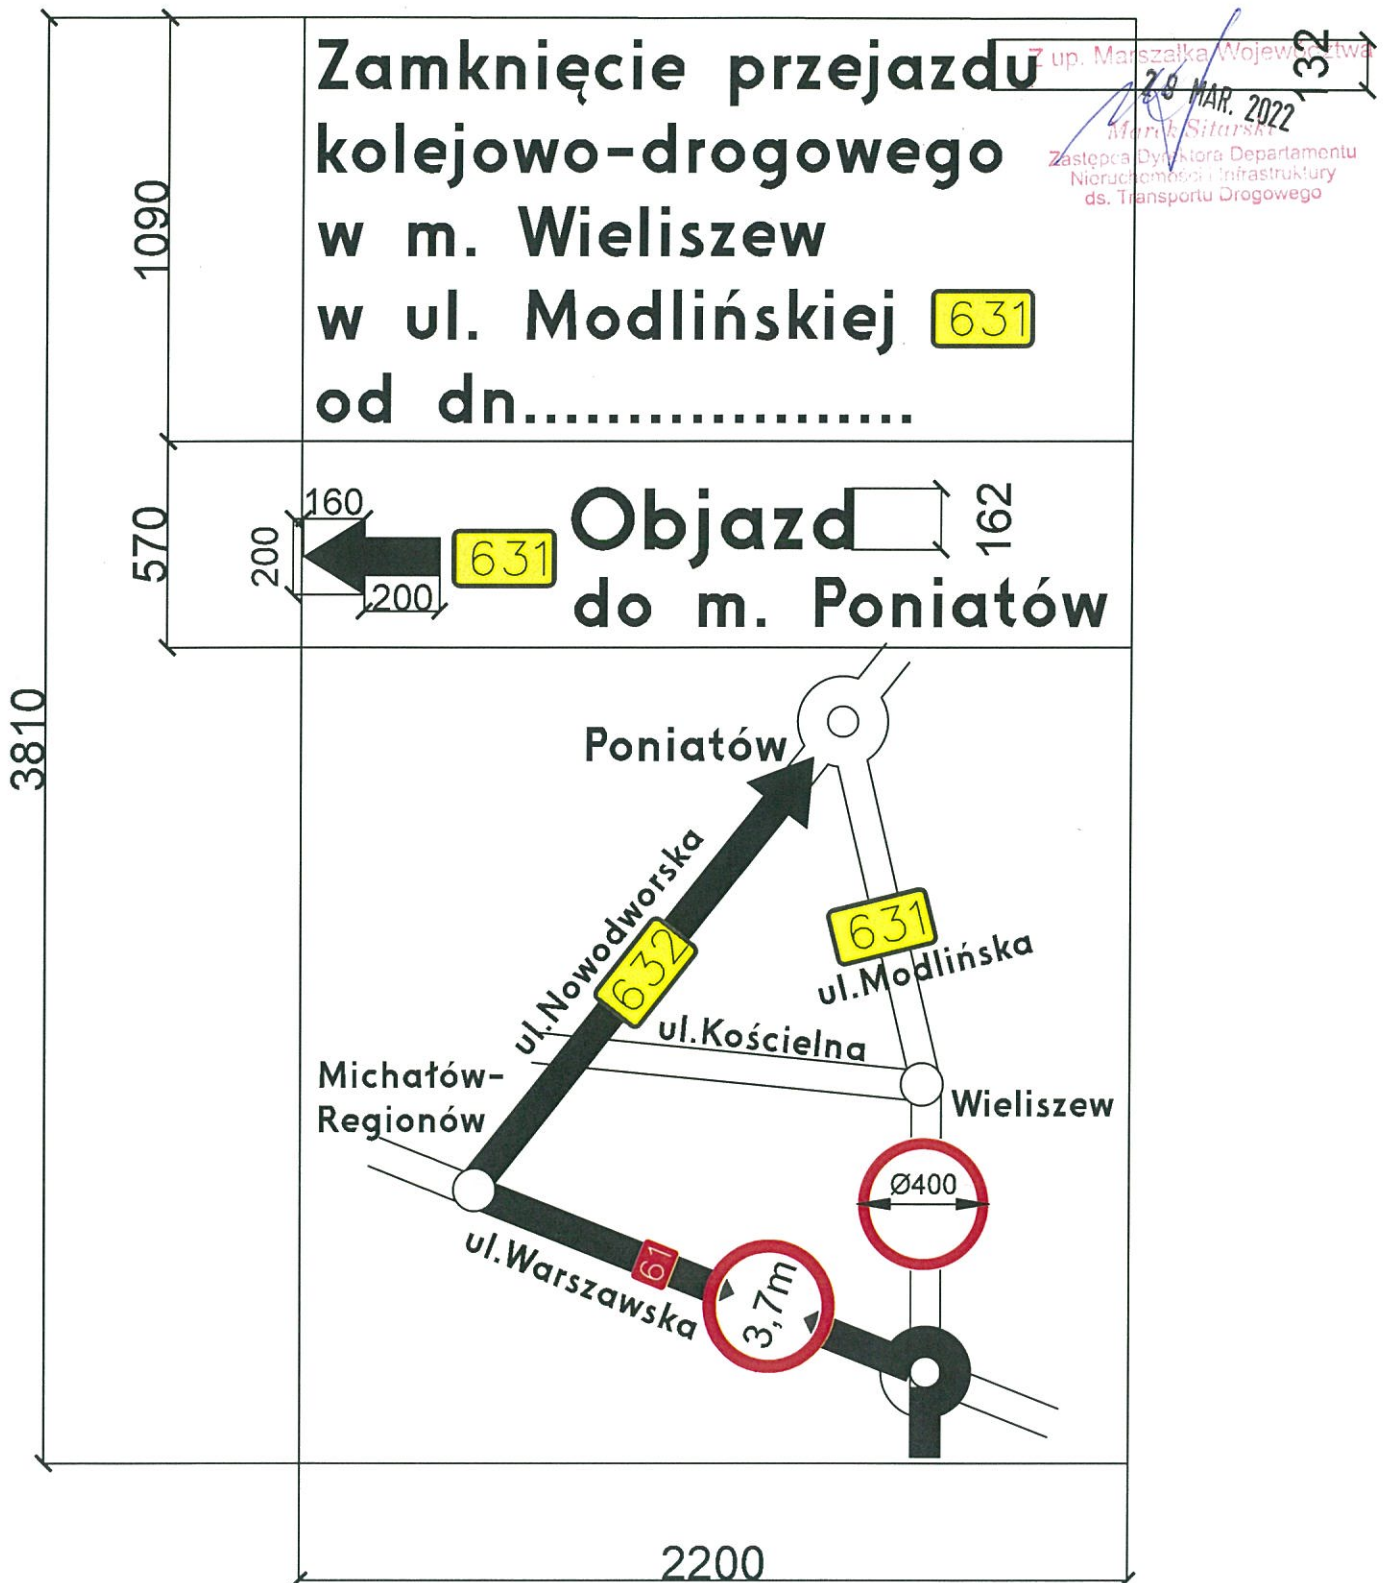 Zamknięcie przejazdu
kolejowo-drogowego
w m. Wieliszew
w ul. Modlińskiej 631
od dn...................
Z up. Marszałka Województwa
28 MAR. 2022
Marek Sitarski
Zastępca Dyrektora Departamentu
Nieruchomości i Infrastruktury
ds. Transportu Drogowego
132
1090
570
3810
160
200
200
631
Objazd
162
do m. Poniatów
Poniatów
ul.Nowodworska
632
631
ul.Modlińska
ul.Kościelna
Michałów-
Regionów
Wieliszew
Ø400
ul.Warszawska
61
3,7m
2200